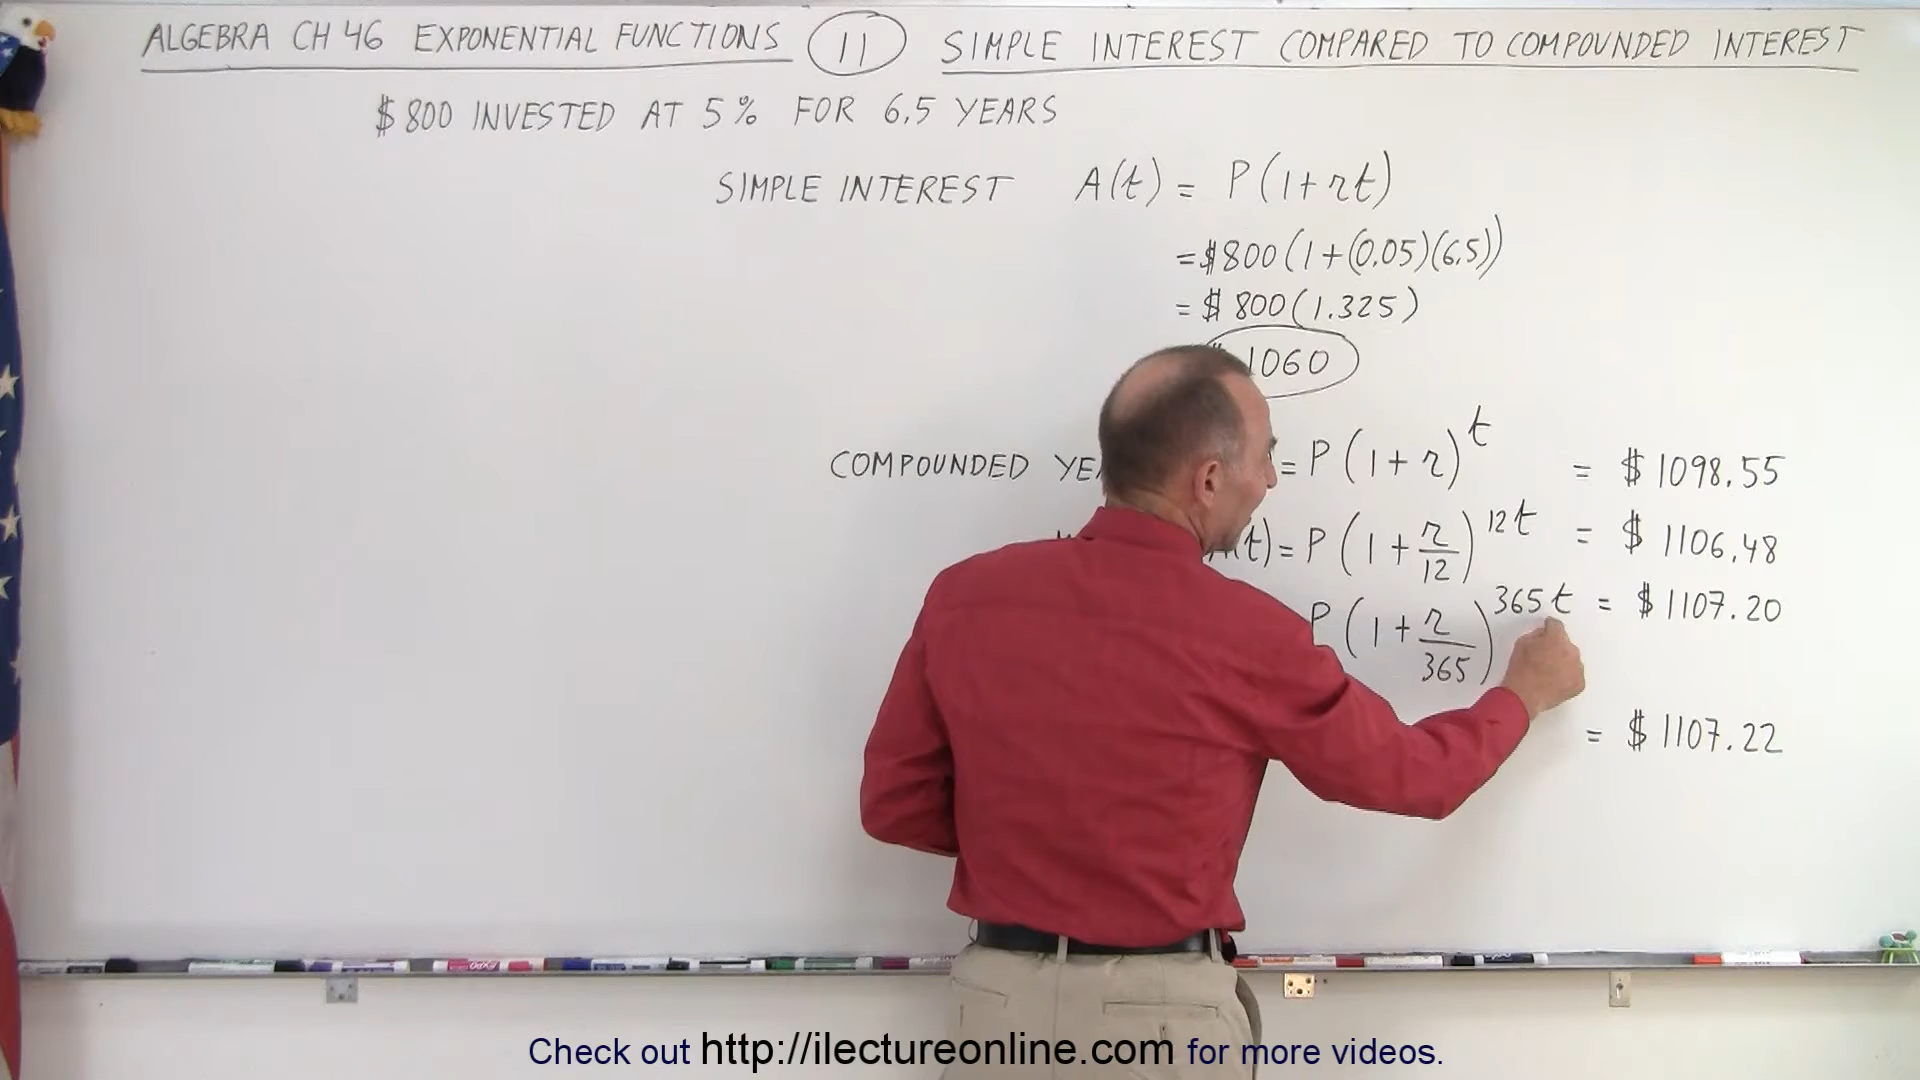 ALGEBRA CH 46 EXPONENTIAL FUNCTIONS 11 SIMPLE INTEREST COMPARED TO COMPOUNDED INTEREST
$800 INVESTED AT 5% FOR 6.5 YEARS
SIMPLE INTEREST A(t) = P(1+rt)
= $800(1+(0.05)(6.5))
= $800(1.325)
1060
COMPOUNDED = P(1+r)^t = $1098.55
(t) = P(1+r/12)^12t = $1106.48
P(1+r/365)^365t = $1107.20
= $1107.22
Check out http://ilectureonline.com for more videos.